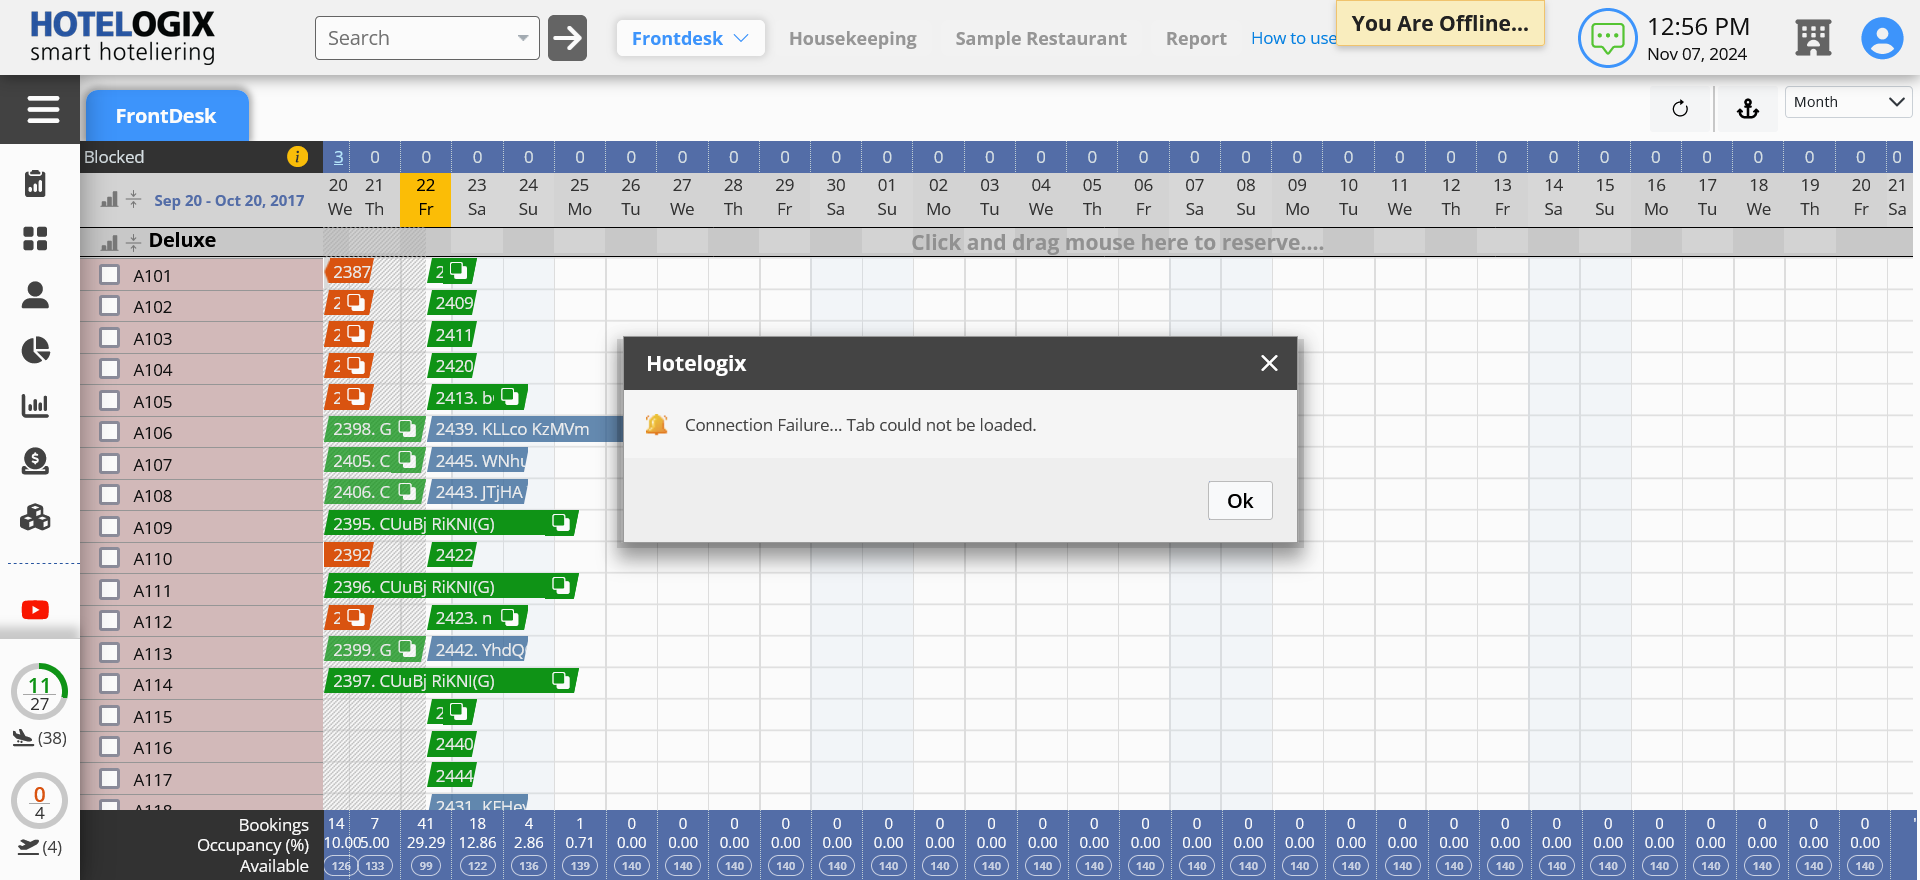 HOTELOGIX
smart hoteliering
Search
Frontdesk
Housekeeping
Sample Restaurant
Report
How to use
You Are Offline...
12:56 PM
Nov 07, 2024
FrontDesk
Month
Blocked
3 0 0 0 0 0 0 0 0 0 0 0 0 0 0 0 0 0 0 0 0 0 0 0 0 0 0 0 0 0 0 0
Sep 20 - Oct 20, 2017
20 21 22 23 24 25 26 27 28 29 30 01 02 03 04 05 06 07 08 09 10 11 12 13 14 15 16 17 18 19 20 21
We Th Fr Sa Su Mo Tu We Th Fr Sa Su Mo Tu We Th Fr Sa Su Mo Tu We Th Fr Sa Su Mo Tu We Th Fr Sa
Deluxe
Click and drag mouse here to reserve....
A101 2387 2
A102 2 2409
A103 2 2411
A104 2 2420
A105 2 2413. b
A106 2398. G 2439. KLLco KzMVm
A107 2405. C 2445. WNhu
A108 2406. C 2443. JTjHA
A109 2395. CUuBj RiKNI(G)
A110 2392 2422
A111 2396. CUuBj RiKNI(G)
A112 2 2423. n
A113 2399. G 2442. YhdQ
A114 2397. CUuBj RiKNI(G)
A115 2
A116 2440
A117 2444
A118 2431. KFHey
Hotelogix
Connection Failure... Tab could not be loaded.
Ok
11
27
(38)
0
4
(4)
Bookings 14 7 41 18 4 1 0 0 0 0 0 0 0 0 0 0 0 0 0 0 0 0 0 0 0 0 0 0 0 0 0
Occupancy (%) 10.00 5.00 29.29 12.86 2.86 0.71 0.00 0.00 0.00 0.00 0.00 0.00 0.00 0.00 0.00 0.00 0.00 0.00 0.00 0.00 0.00 0.00 0.00 0.00 0.00 0.00 0.00 0.00 0.00 0.00 0.00
Available 126 133 99 122 136 139 140 140 140 140 140 140 140 140 140 140 140 140 140 140 140 140 140 140 140 140 140 140 140 140 140